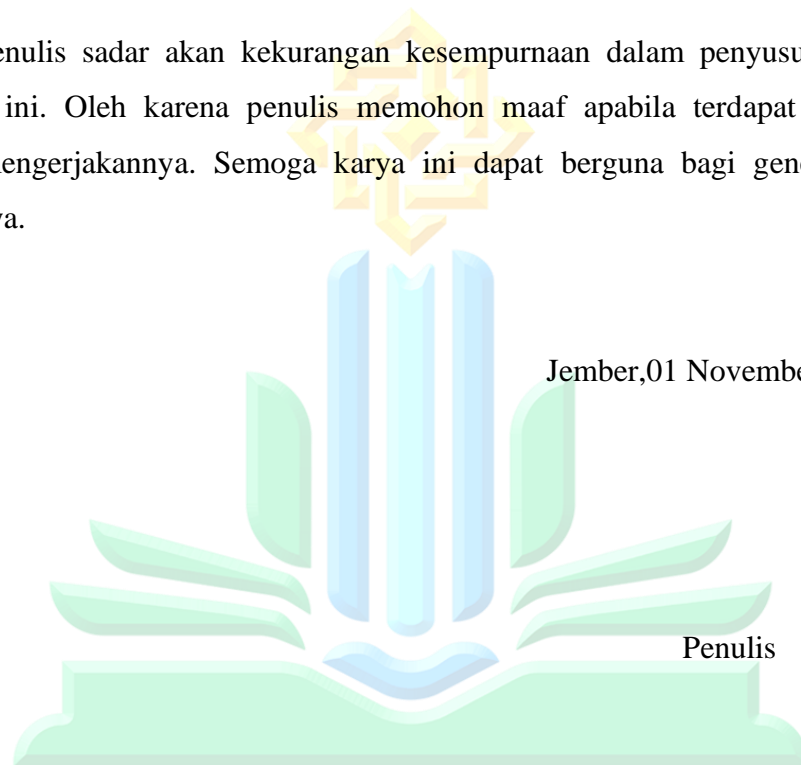 enulis sadar akan kekurangan kesempurnaan dalam penyusu
ini. Oleh karena penulis memohon maaf apabila terdapat
engerjakannya. Semoga karya ini dapat berguna bagi gene
ya.
Jember,01 Novembe
Penulis